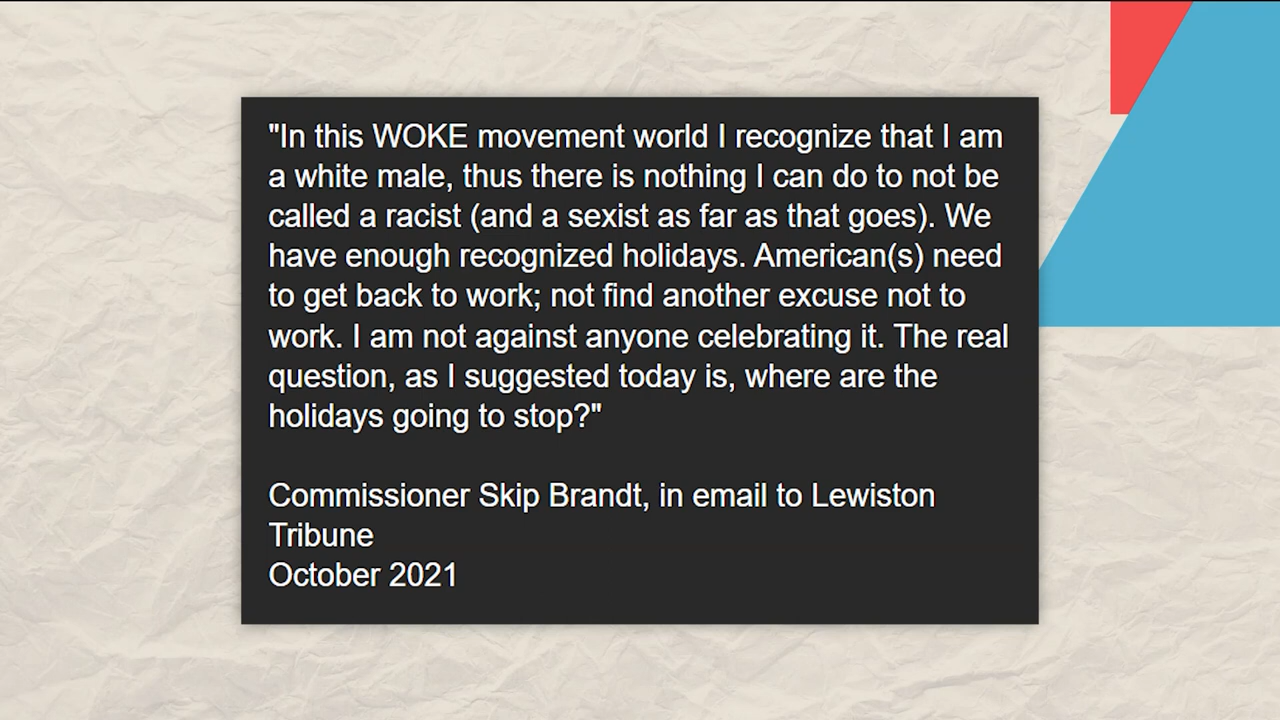 "In this WOKE movement world I recognize that I am
a white male, thus there is nothing I can do to not be
called a racist (and a sexist as far as that goes). We
have enough recognized holidays. American(s) need
to get back to work; not find another excuse not to
work. I am not against anyone celebrating it. The real
question, as I suggested today is, where are the
holidays going to stop?"
Commissioner Skip Brandt, in email to Lewiston
Tribune
October 2021